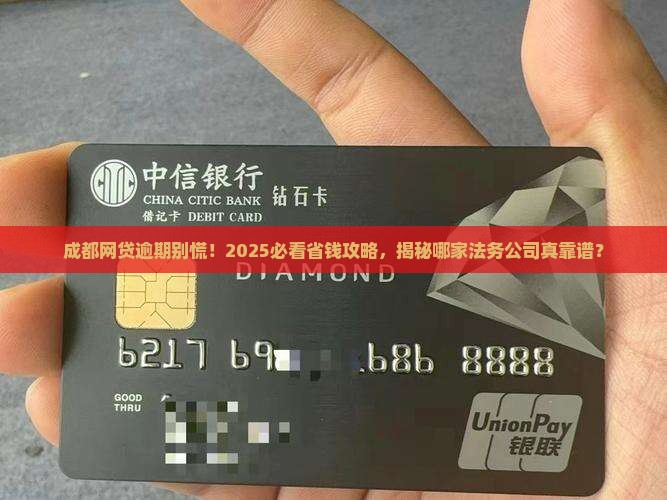 中信银行
CHINA CITIC BANK
借记卡 DEBIT CARD
钻石卡
成都网贷逾期别慌！2025必看省钱攻略，揭秘哪家法务公司真靠谱？
DIAMOND
6217 69 686 8888
GOOD
THRU
UnionPay
银联